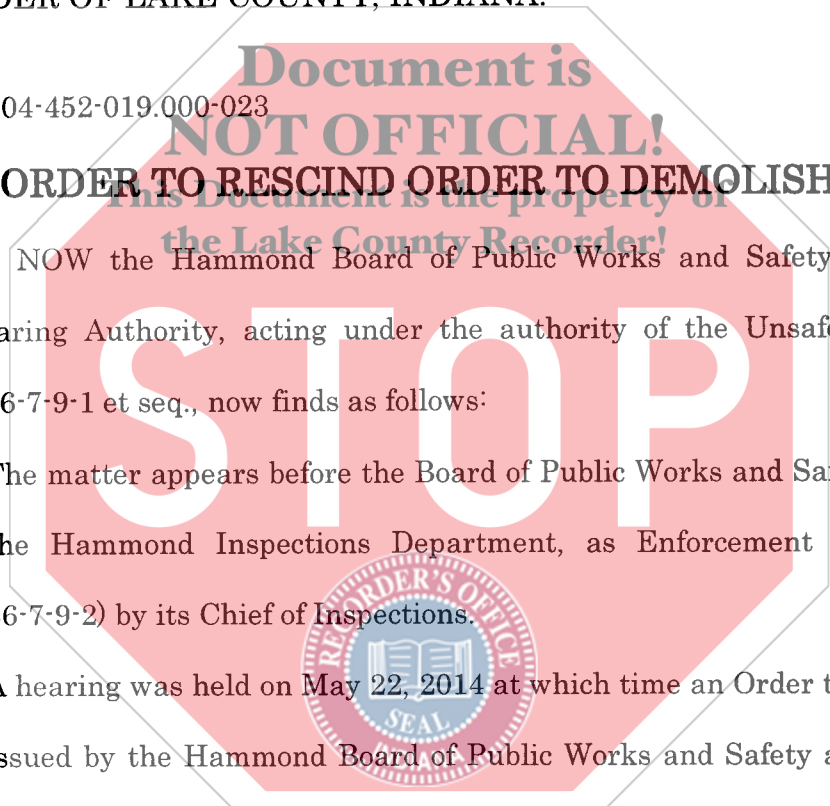 DER OF LAKE COUNTY, INDIANA.
Document is
04-452-019.000-023
NOT OFFICIAL!
ORDER TO RESCIND ORDER TO DEMOLISH
This Document is the property of
the Lake County Recorder!
NOW the Hammond Board of Public Works and Safety
aring Authority, acting under the authority of the Unsafe
STOP
6-7-9-1 et seq., now finds as follows:
The matter appears before the Board of Public Works and Saf
he Hammond Inspections Department, as Enforcement
6-7-9-2) by its Chief of Inspections.
RECORDER'S OFFICE
A hearing was held on May 22, 2014 at which time an Order t
SEAL
INDIANA
ssued by the Hammond Board of Public Works and Safety a